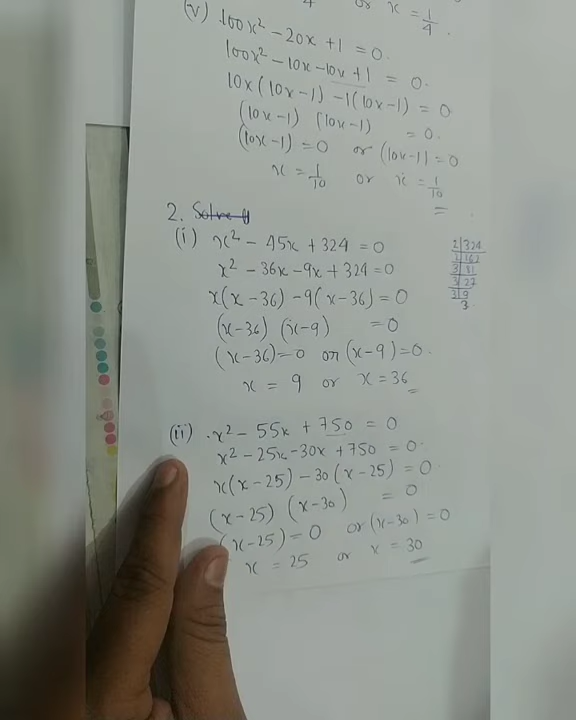 or x = 1/4.
(v) 100x² - 20x + 1 = 0.
100x² - 10x - 10x + 1 = 0.
10x(10x-1) -1(10x-1) = 0
(10x-1) (10x-1) = 0.
(10x-1) = 0 or (10x-1) = 0
x = 1/10 or x = 1/10
2.
(i) x² - 45x + 324 = 0
x² - 36x - 9x + 324 = 0
x(x-36) - 9(x-36) = 0
(x-36) (x-9) = 0
(x-36) = 0 or (x-9) = 0.
x = 9 or x = 36
2|324
2|162
3|81
3|27
3|9
3
(ii) x² - 55x + 750 = 0
x² - 25x - 30x + 750 = 0.
x(x-25) - 30(x-25) = 0
(x-25) (x-30) = 0
(x-25) = 0 or (x-30) = 0
x = 25 or x = 30